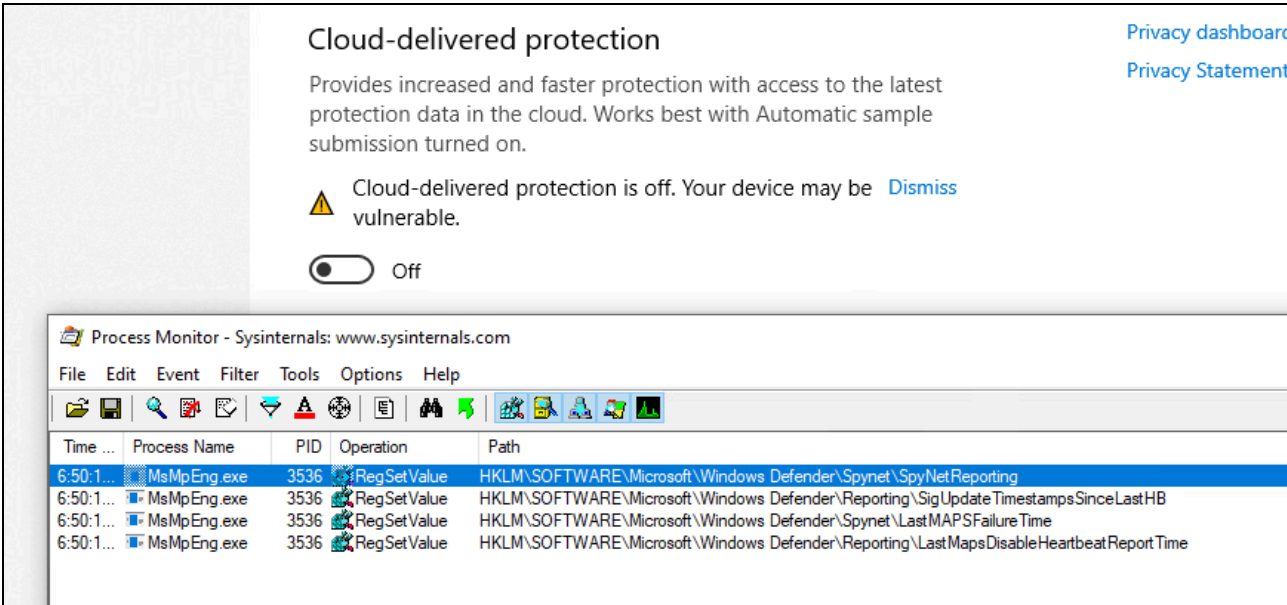 Cloud-delivered protection
Privacy dashboard
Provides increased and faster protection with access to the latest
Privacy Statement
protection data in the cloud. Works best with Automatic sample
submission turned on.
Cloud-delivered protection is off. Your device may be Dismiss
vulnerable.
Off
Process Monitor - Sysinternals: www.sysinternals.com
File Edit Event Filter Tools Options Help
Time ... Process Name PID Operation Path
6:50:1... MsMpEng.exe 3536 RegSetValue HKLM\SOFTWARE\Microsoft\Windows Defender\Spynet\SpyNetReporting
6:50:1... MsMpEng.exe 3536 RegSetValue HKLM\SOFTWARE\Microsoft\Windows Defender\Reporting\SigUpdateTimestampsSinceLastHB
6:50:1... MsMpEng.exe 3536 RegSetValue HKLM\SOFTWARE\Microsoft\Windows Defender\Spynet\LastMAPSFailureTime
6:50:1... MsMpEng.exe 3536 RegSetValue HKLM\SOFTWARE\Microsoft\Windows Defender\Reporting\LastMapsDisableHeartbeatReportTime